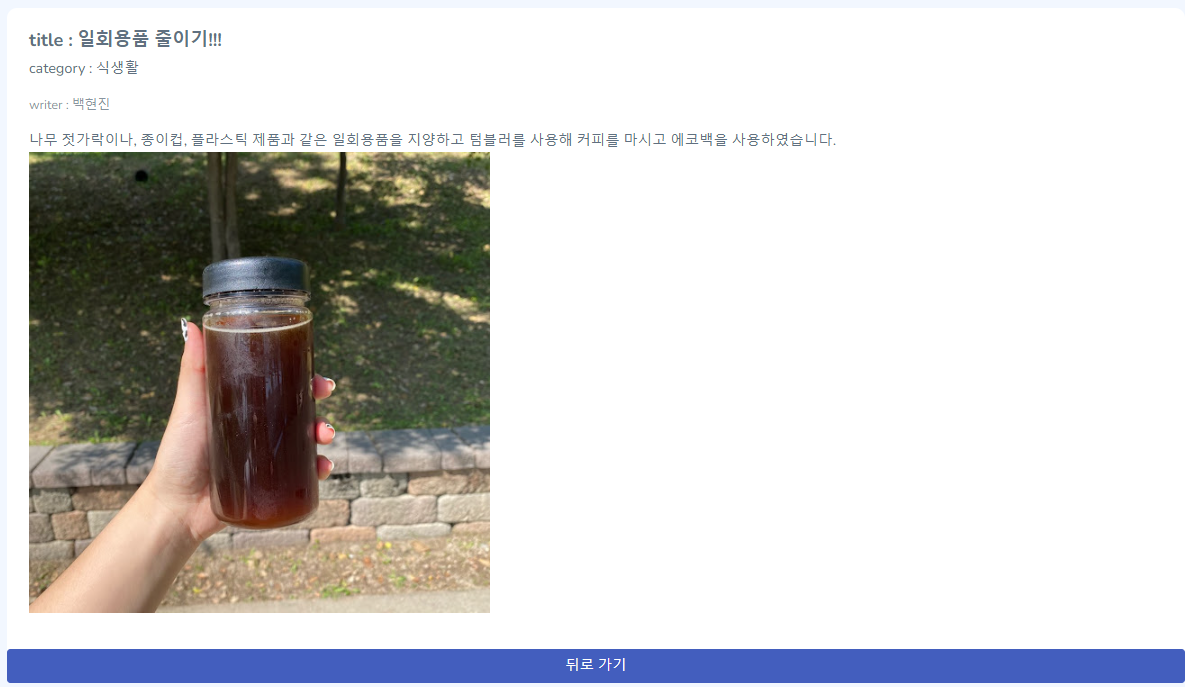 title : 일회용품 줄이기!!!
category : 식생활
writer : 백현진
나무 젓가락이나, 종이컵, 플라스틱 제품과 같은 일회용품을 지양하고 텀블러를 사용해 커피를 마시고 에코백을 사용하였습니다.
뒤로 가기